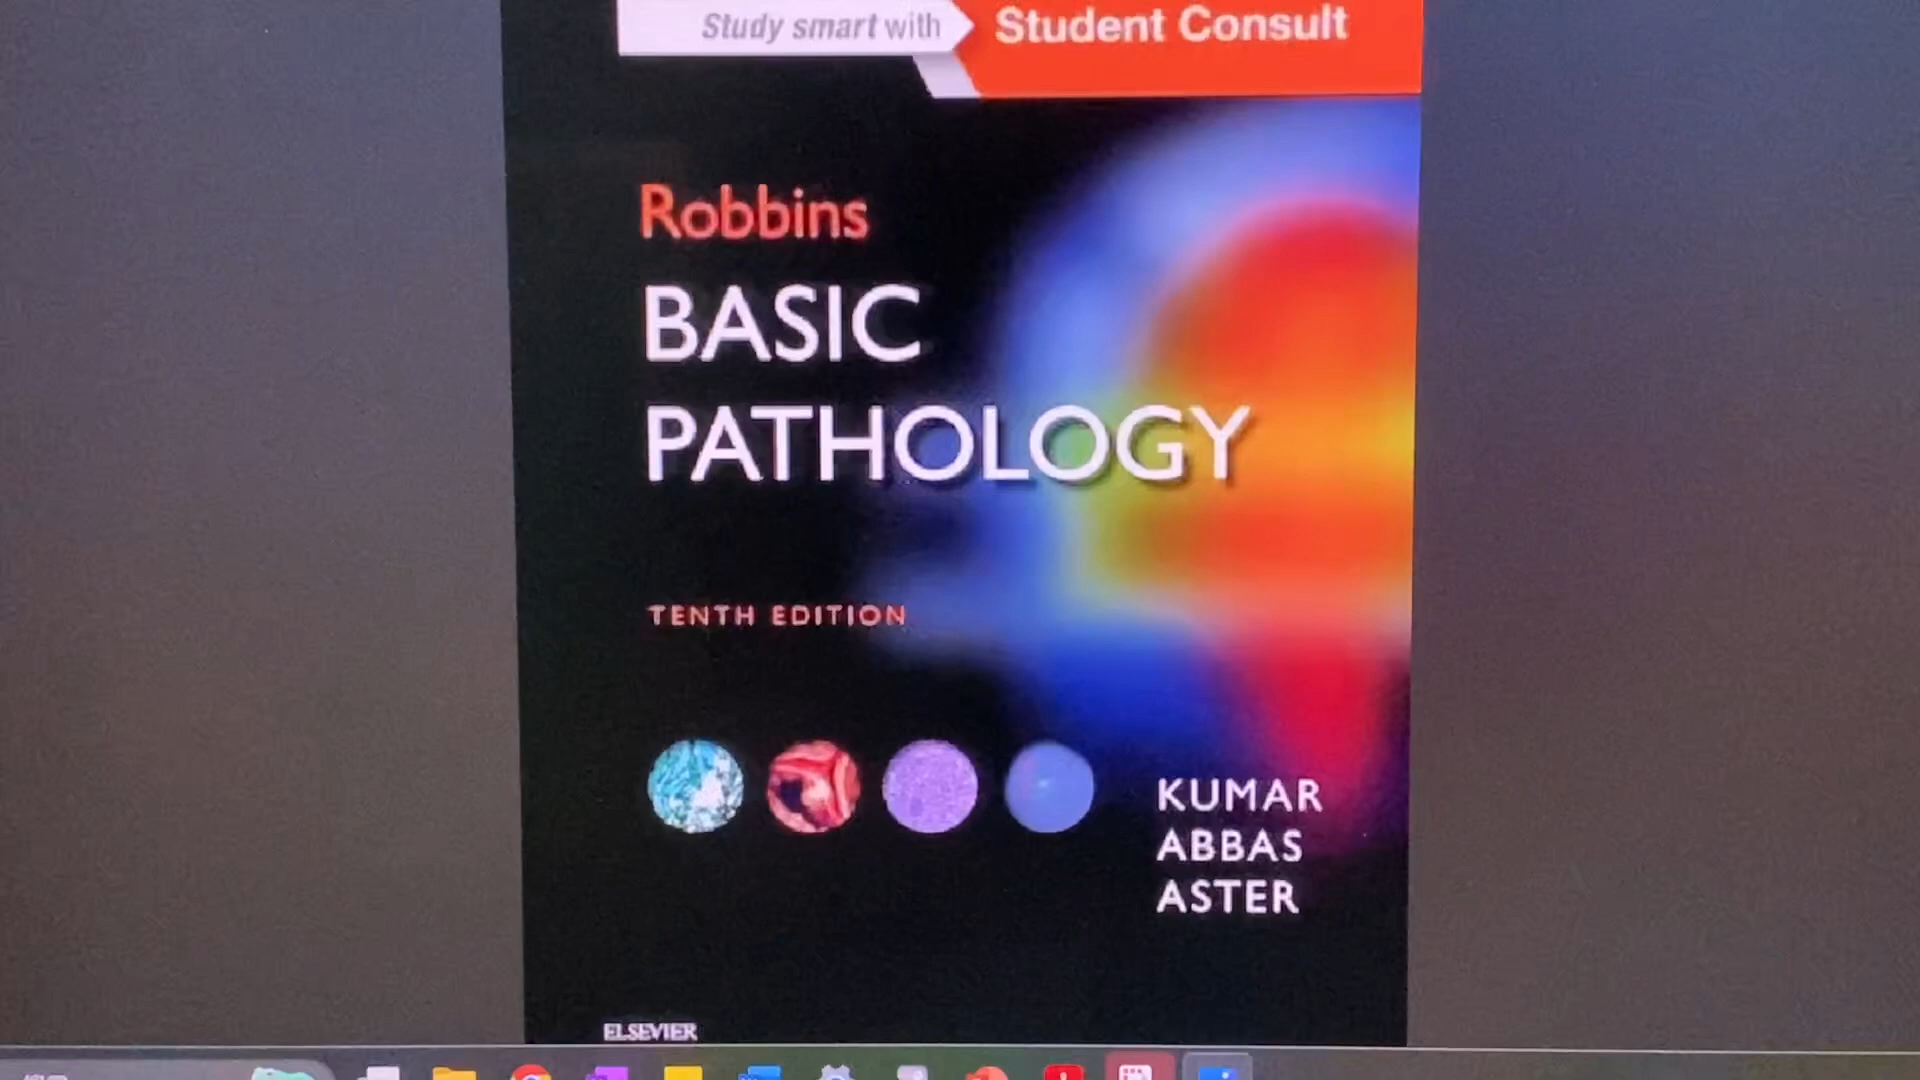 Study smart with
Student Consult
Robbins
BASIC
PATHOLOGY
TENTH EDITION
KUMAR
ABBAS
ASTER
ELSEVIER